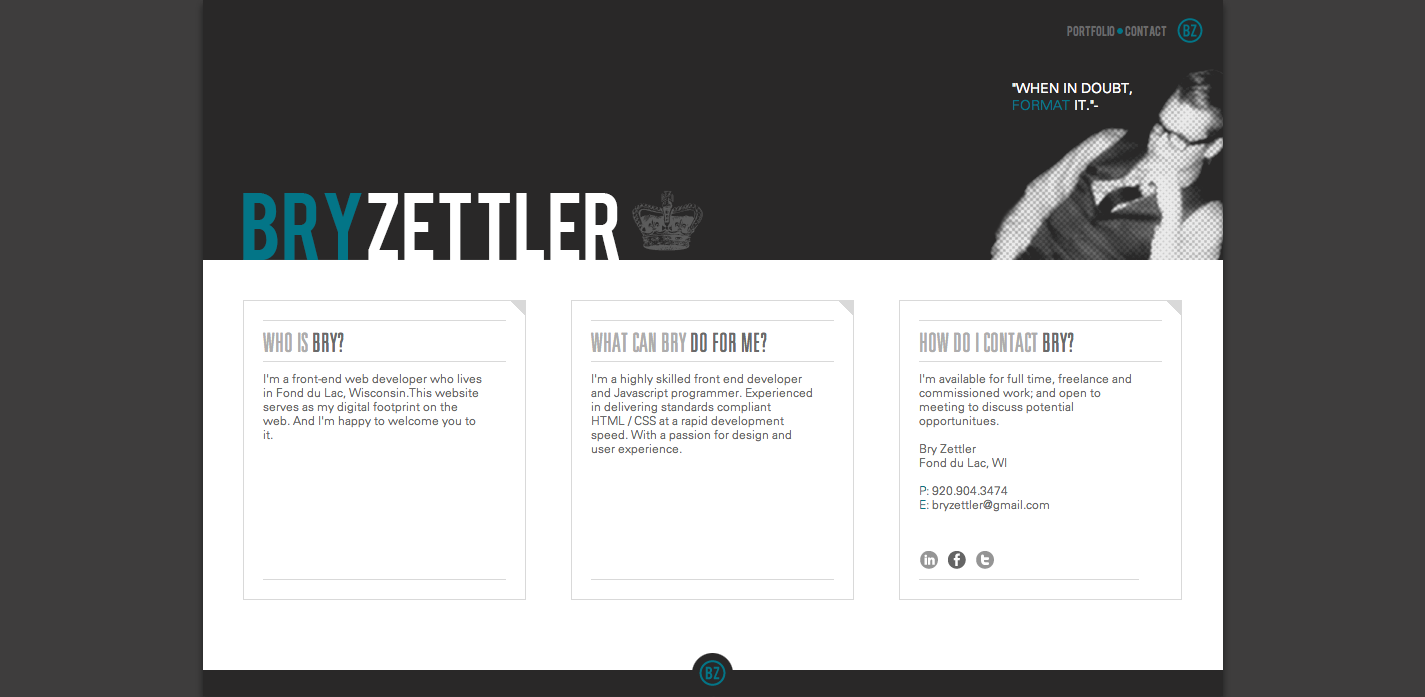 PORTFOLIO•CONTACT BZ
"WHEN IN DOUBT,
FORMAT IT."-
BRYZETTLER
WHO IS BRY?
I'm a front-end web developer who lives
in Fond du Lac, Wisconsin.This website
serves as my digital footprint on the
web. And I'm happy to welcome you to
it.
WHAT CAN BRY DO FOR ME?
I'm a highly skilled front end developer
and Javascript programmer. Experienced
in delivering standards compliant
HTML / CSS at a rapid development
speed. With a passion for design and
user experience.
HOW DO I CONTACT BRY?
I'm available for full time, freelance and
commissioned work; and open to
meeting to discuss potential
opportunitues.
Bry Zettler
Fond du Lac, WI
P: 920.904.3474
E: bryzettler@gmail.com
in f t
BZ